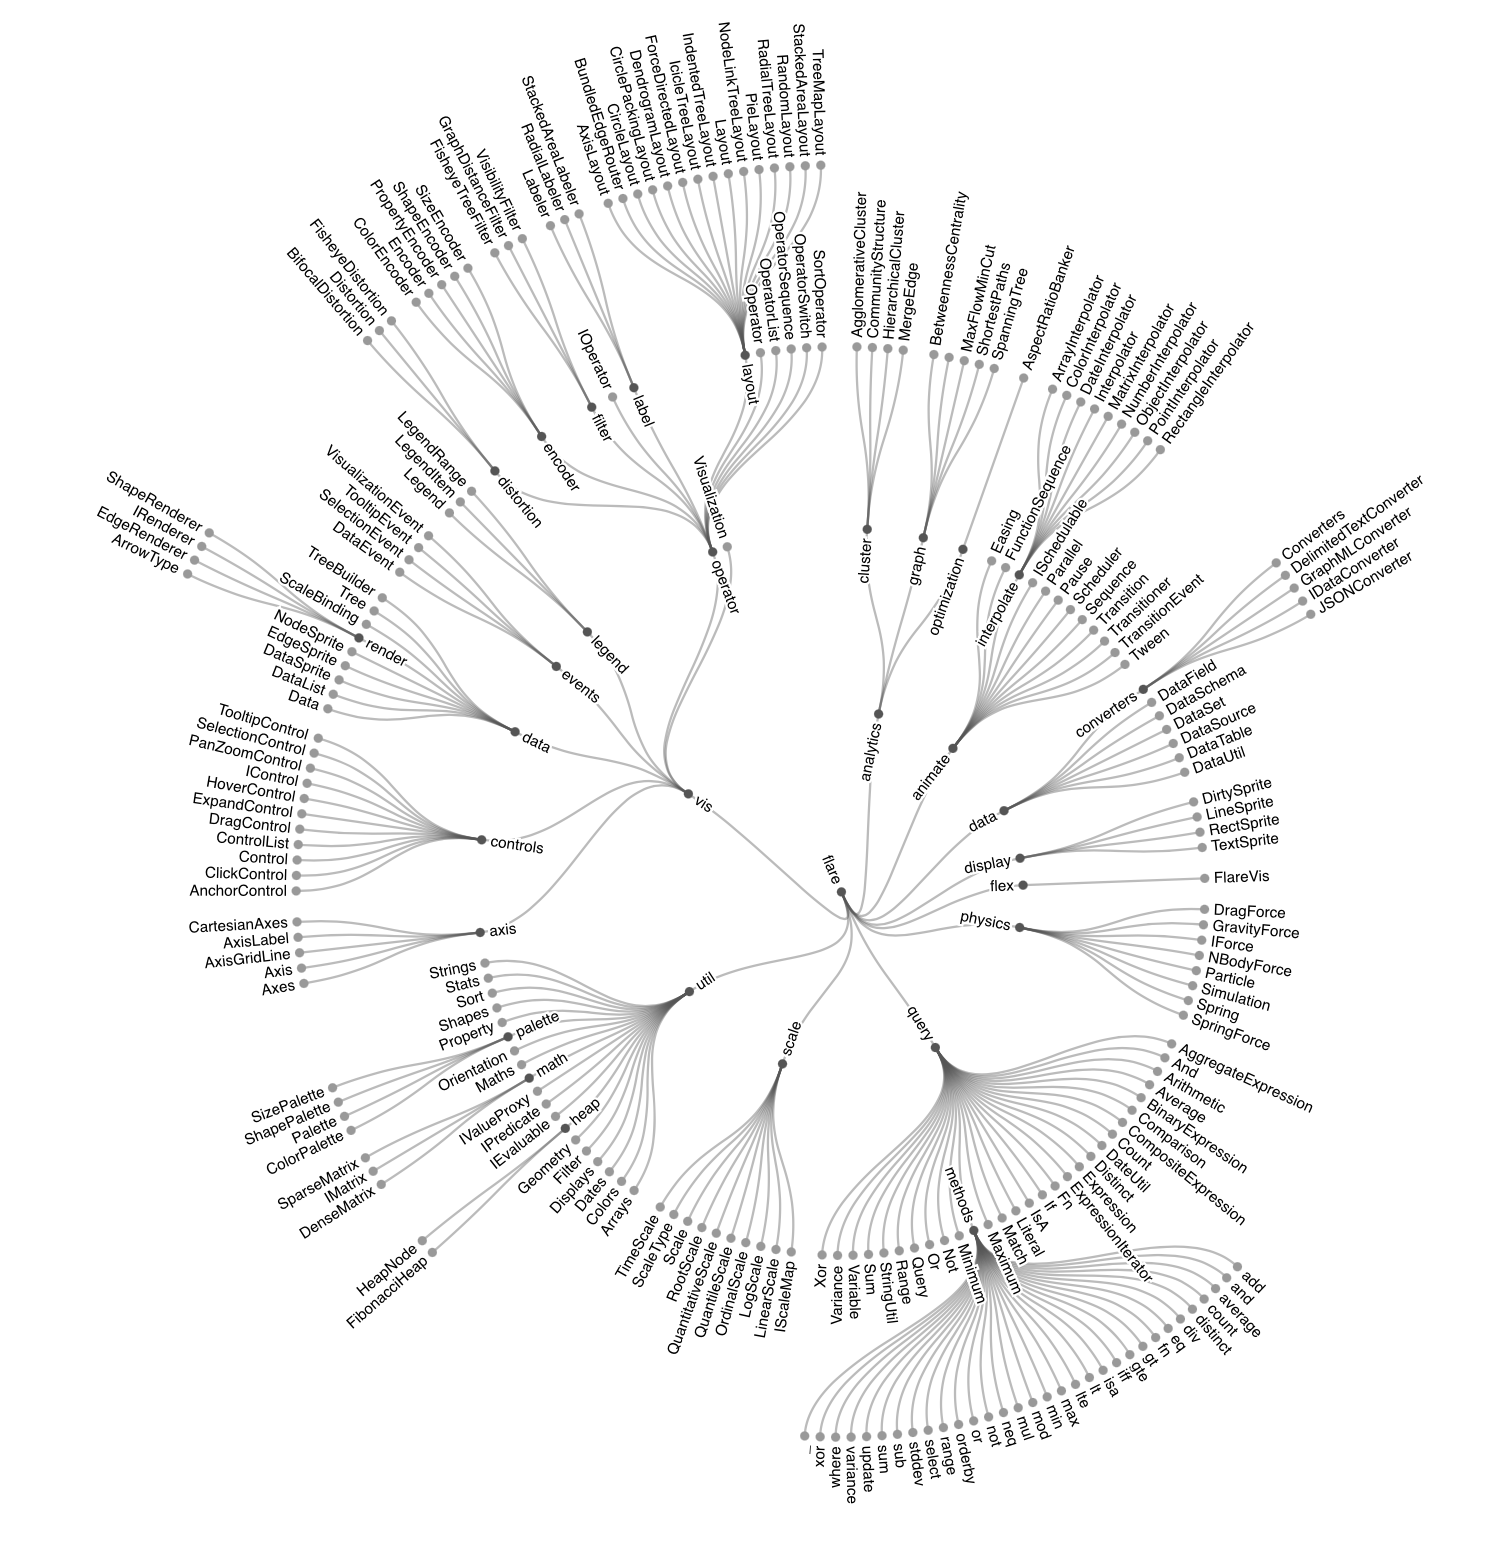 flare
analytics
cluster
AgglomerativeCluster
CommunityStructure
HierarchicalCluster
MergeEdge
graph
BetweennessCentrality
MaxFlowMinCut
ShortestPaths
SpanningTree
optimization
AspectRatioBanker
animate
Easing
FunctionSequence
interpolate
ArrayInterpolator
ColorInterpolator
DateInterpolator
Interpolator
MatrixInterpolator
NumberInterpolator
ObjectInterpolator
PointInterpolator
RectangleInterpolator
ISchedulable
Parallel
Pause
Scheduler
Sequence
Transition
Transitioner
TransitionEvent
Tween
data
converters
Converters
DelimitedTextConverter
GraphMLConverter
IDataConverter
JSONConverter
DataField
DataSchema
DataSet
DataSource
DataTable
DataUtil
display
DirtySprite
LineSprite
RectSprite
TextSprite
flex
FlareVis
physics
DragForce
GravityForce
IForce
NBodyForce
Particle
Simulation
Spring
SpringForce
query
AggregateExpression
And
Arithmetic
Average
BinaryExpression
Comparison
CompositeExpression
Count
DateUtil
Distinct
Expression
ExpressionIterator
Fn
If
IsA
Literal
Match
Maximum
methods
add
and
average
count
distinct
div
eq
fn
gt
gte
iff
isa
lt
lte
max
min
mod
mul
neq
not
or
orderby
range
select
stddev
sub
sum
update
variance
where
xor
_
Minimum
Not
Or
Query
Range
StringUtil
Sum
Variable
Variance
Xor
scale
IScaleMap
LinearScale
LogScale
OrdinalScale
QuantileScale
QuantitativeScale
RootScale
Scale
ScaleType
TimeScale
util
Arrays
Colors
Dates
Displays
Filter
Geometry
heap
FibonacciHeap
HeapNode
IEvaluable
IPredicate
IValueProxy
math
DenseMatrix
IMatrix
SparseMatrix
Maths
Orientation
palette
ColorPalette
Palette
ShapePalette
SizePalette
Property
Shapes
Sort
Stats
Strings
vis
axis
Axes
Axis
AxisGridLine
AxisLabel
CartesianAxes
controls
AnchorControl
ClickControl
Control
ControlList
DragControl
ExpandControl
HoverControl
IControl
PanZoomControl
SelectionControl
TooltipControl
data
Data
DataList
DataSprite
EdgeSprite
NodeSprite
render
ArrowType
EdgeRenderer
IRenderer
ShapeRenderer
ScaleBinding
Tree
TreeBuilder
events
DataEvent
SelectionEvent
TooltipEvent
VisualizationEvent
legend
Legend
LegendItem
LegendRange
operator
distortion
BifocalDistortion
Distortion
FisheyeDistortion
encoder
ColorEncoder
Encoder
PropertyEncoder
ShapeEncoder
SizeEncoder
filter
FisheyeTreeFilter
GraphDistanceFilter
VisibilityFilter
IOperator
label
Labeler
RadialLabeler
StackedAreaLabeler
layout
AxisLayout
BundledEdgeRouter
CircleLayout
CirclePackingLayout
DendrogramLayout
ForceDirectedLayout
IcicleTreeLayout
IndentedTreeLayout
Layout
NodeLinkTreeLayout
PieLayout
RadialTreeLayout
RandomLayout
StackedAreaLayout
TreeMapLayout
Operator
OperatorList
OperatorSequence
OperatorSwitch
SortOperator
Visualization